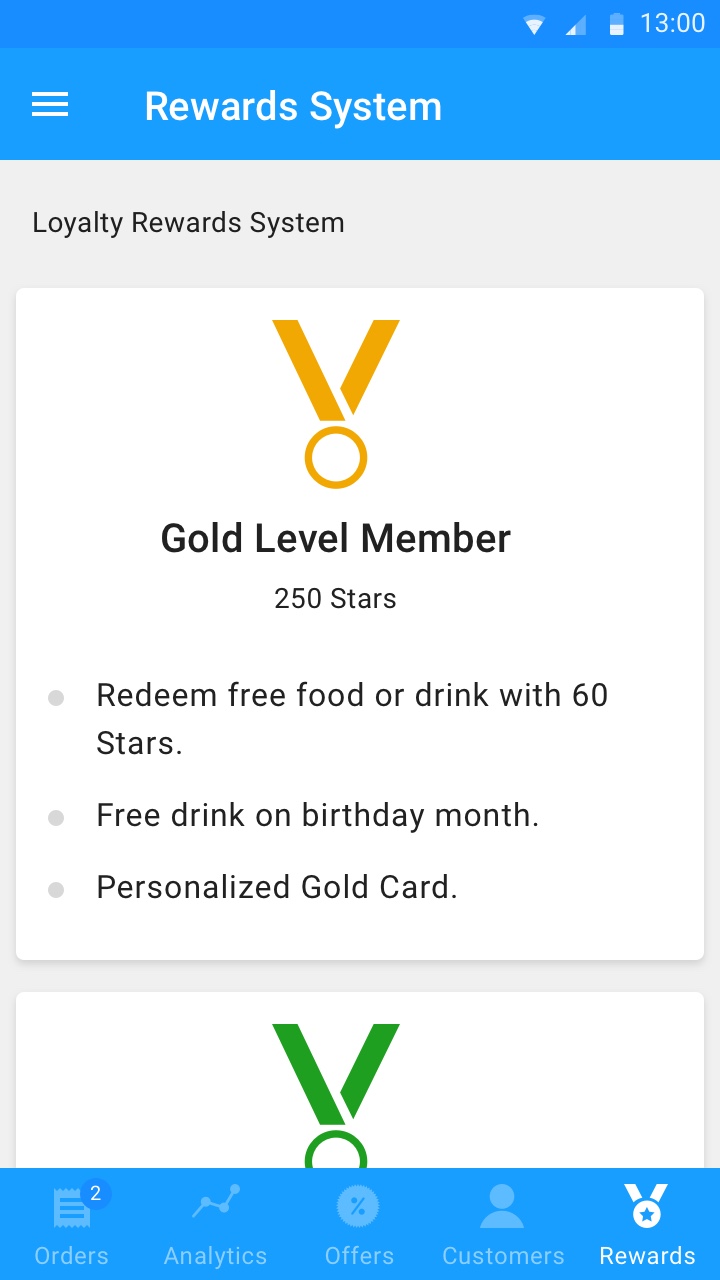 13:00
Rewards System
Loyalty Rewards System
Gold Level Member
250 Stars
Redeem free food or drink with 60
Stars.
Free drink on birthday month.
Personalized Gold Card.
2
%
Orders
Analytics
Offers
Customers
Rewards